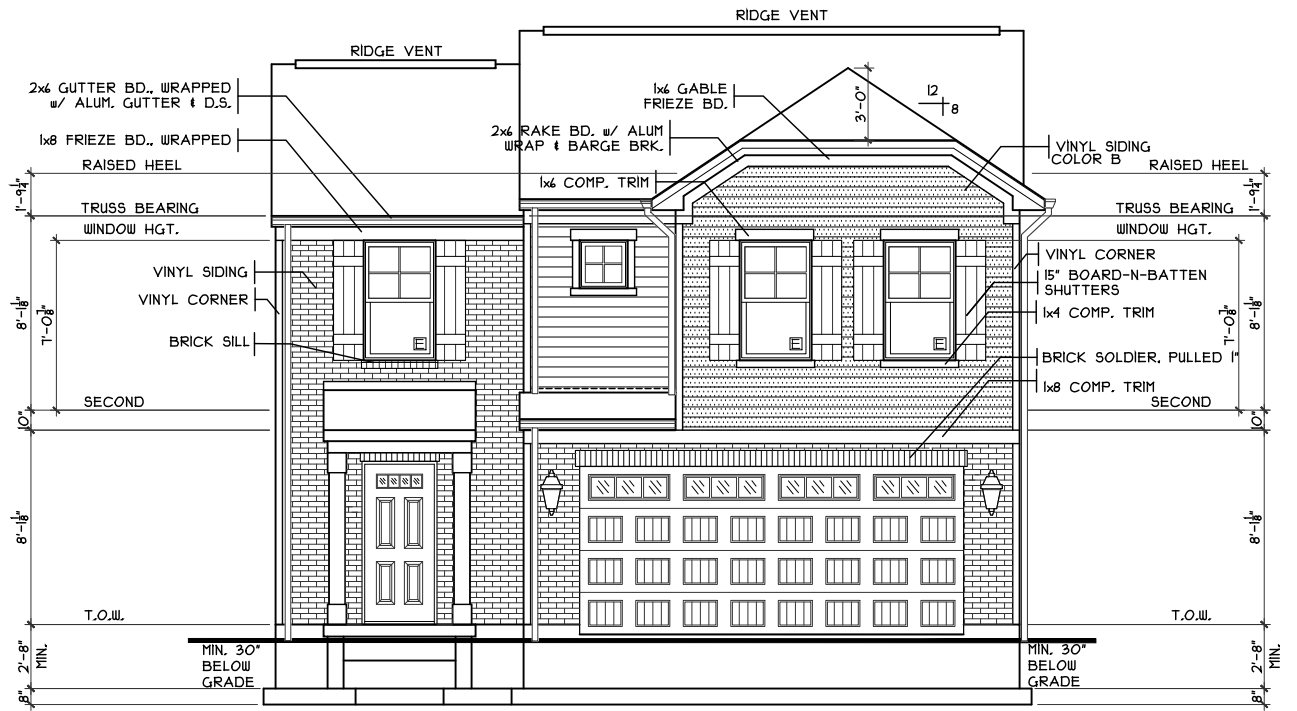 RIDGE VENT
RIDGE VENT
2x6 GUTTER BD., WRAPPED
w/ ALUM. GUTTER & D.S.
1x8 FRIEZE BD., WRAPPED
RAISED HEEL
TRUSS BEARING
WINDOW HGT.
VINYL SIDING
VINYL CORNER
BRICK SILL
SECOND
T.O.W.
MIN. 30"
BELOW
GRADE
1'-9¼"
8'-1⅛"
7'-0⅞"
10"
8'-1⅛"
2'-8"
MIN.
8"
1x6 GABLE
FRIEZE BD.
2x6 RAKE BD. w/ ALUM
WRAP & BARGE BRK.
1x6 COMP. TRIM
3'-0"
12
8
E
E
E
VINYL SIDING
COLOR B
RAISED HEEL
TRUSS BEARING
WINDOW HGT.
VINYL CORNER
15" BOARD-N-BATTEN
SHUTTERS
1x4 COMP. TRIM
BRICK SOLDIER, PULLED 1"
1x8 COMP. TRIM
SECOND
T.O.W.
MIN. 30"
BELOW
GRADE
1'-9¼"
8'-1⅛"
7'-0⅞"
10"
8'-1⅛"
2'-8"
MIN.
8"